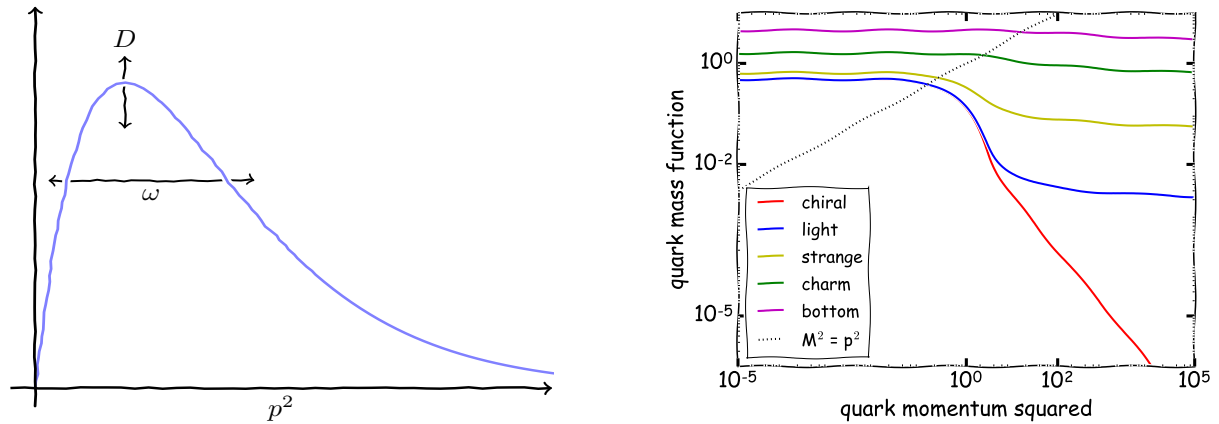 D
ω
p²
quark mass function
10⁰
10⁻²
10⁻⁵
chiral
light
strange
charm
bottom
M² = p²
10⁻⁵
10⁰
10²
10⁵
quark momentum squared